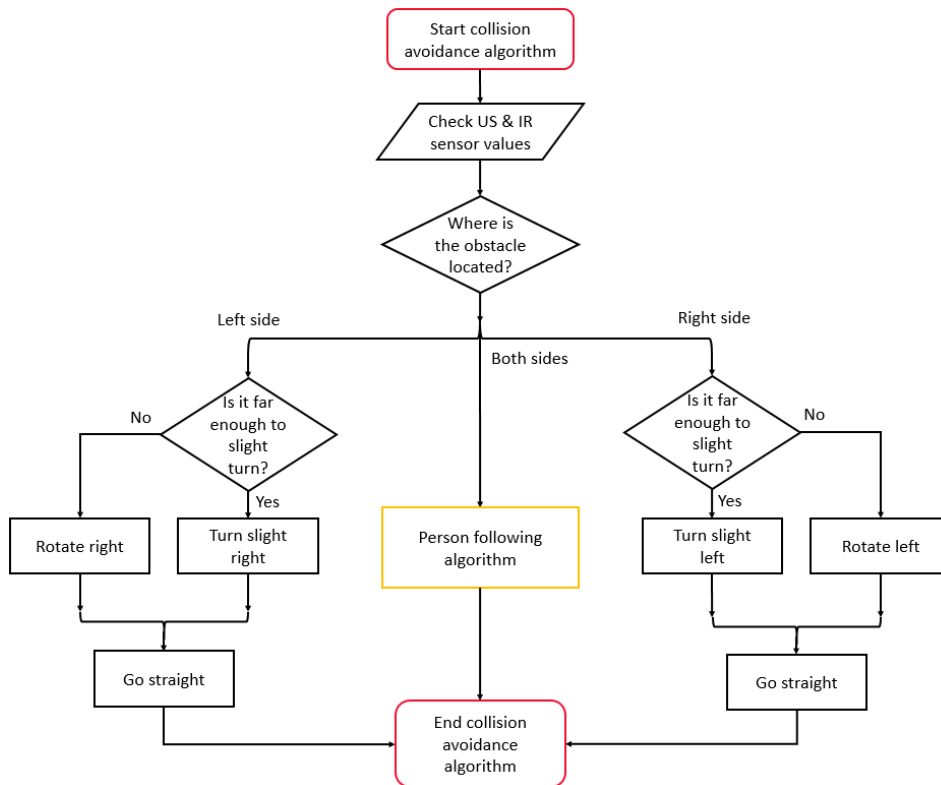 Start collision
avoidance algorithm
Check US & IR
sensor values
Where is
the obstacle
located?
Left side
Both sides
Right side
Is it far
enough to
slight
turn?
No
Yes
Is it far
enough to
slight
turn?
No
Yes
Rotate right
Turn slight
right
Person following
algorithm
Turn slight
left
Rotate left
Go straight
Go straight
End collision
avoidance
algorithm